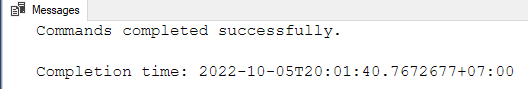 Messages
Commands completed successfully.
Completion time: 2022-10-05T20:01:40.7672677+07:00